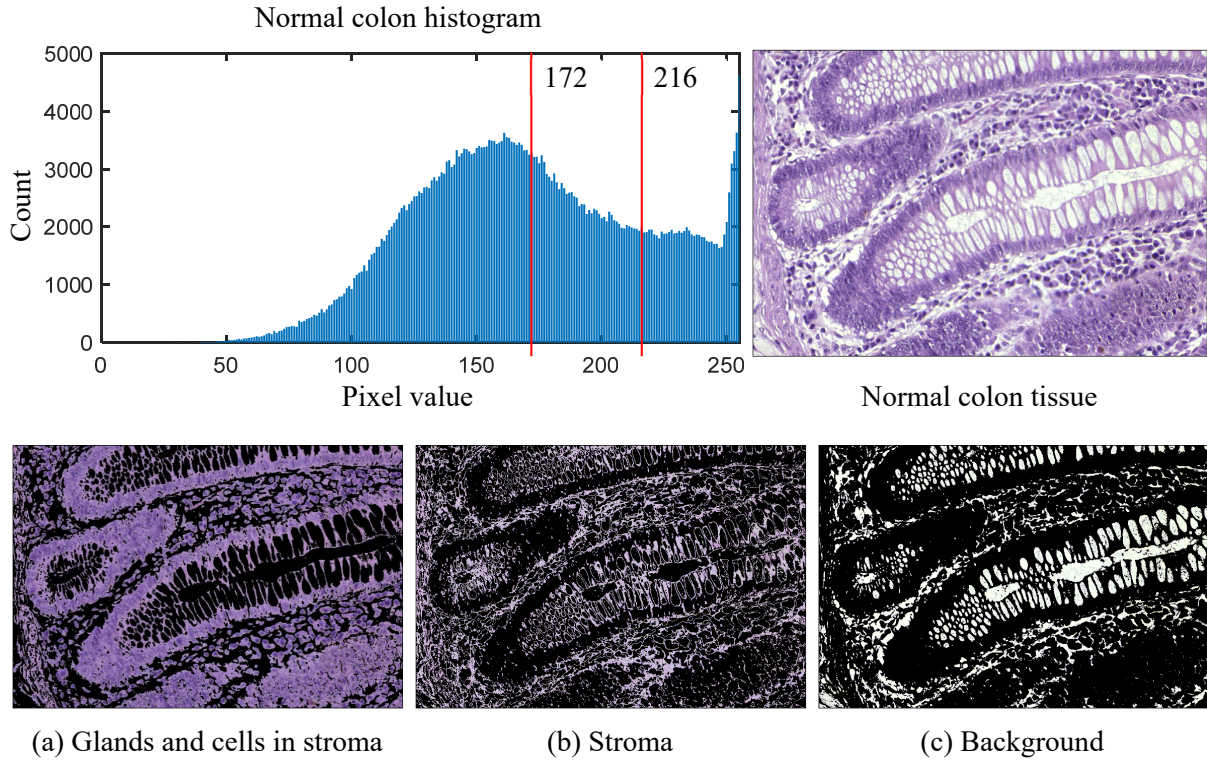 Normal colon histogram
5000
4000
3000
2000
1000
0
Count
172
216
0
50
100
150
200
250
Pixel value
Normal colon tissue
(a) Glands and cells in stroma
(b) Stroma
(c) Background